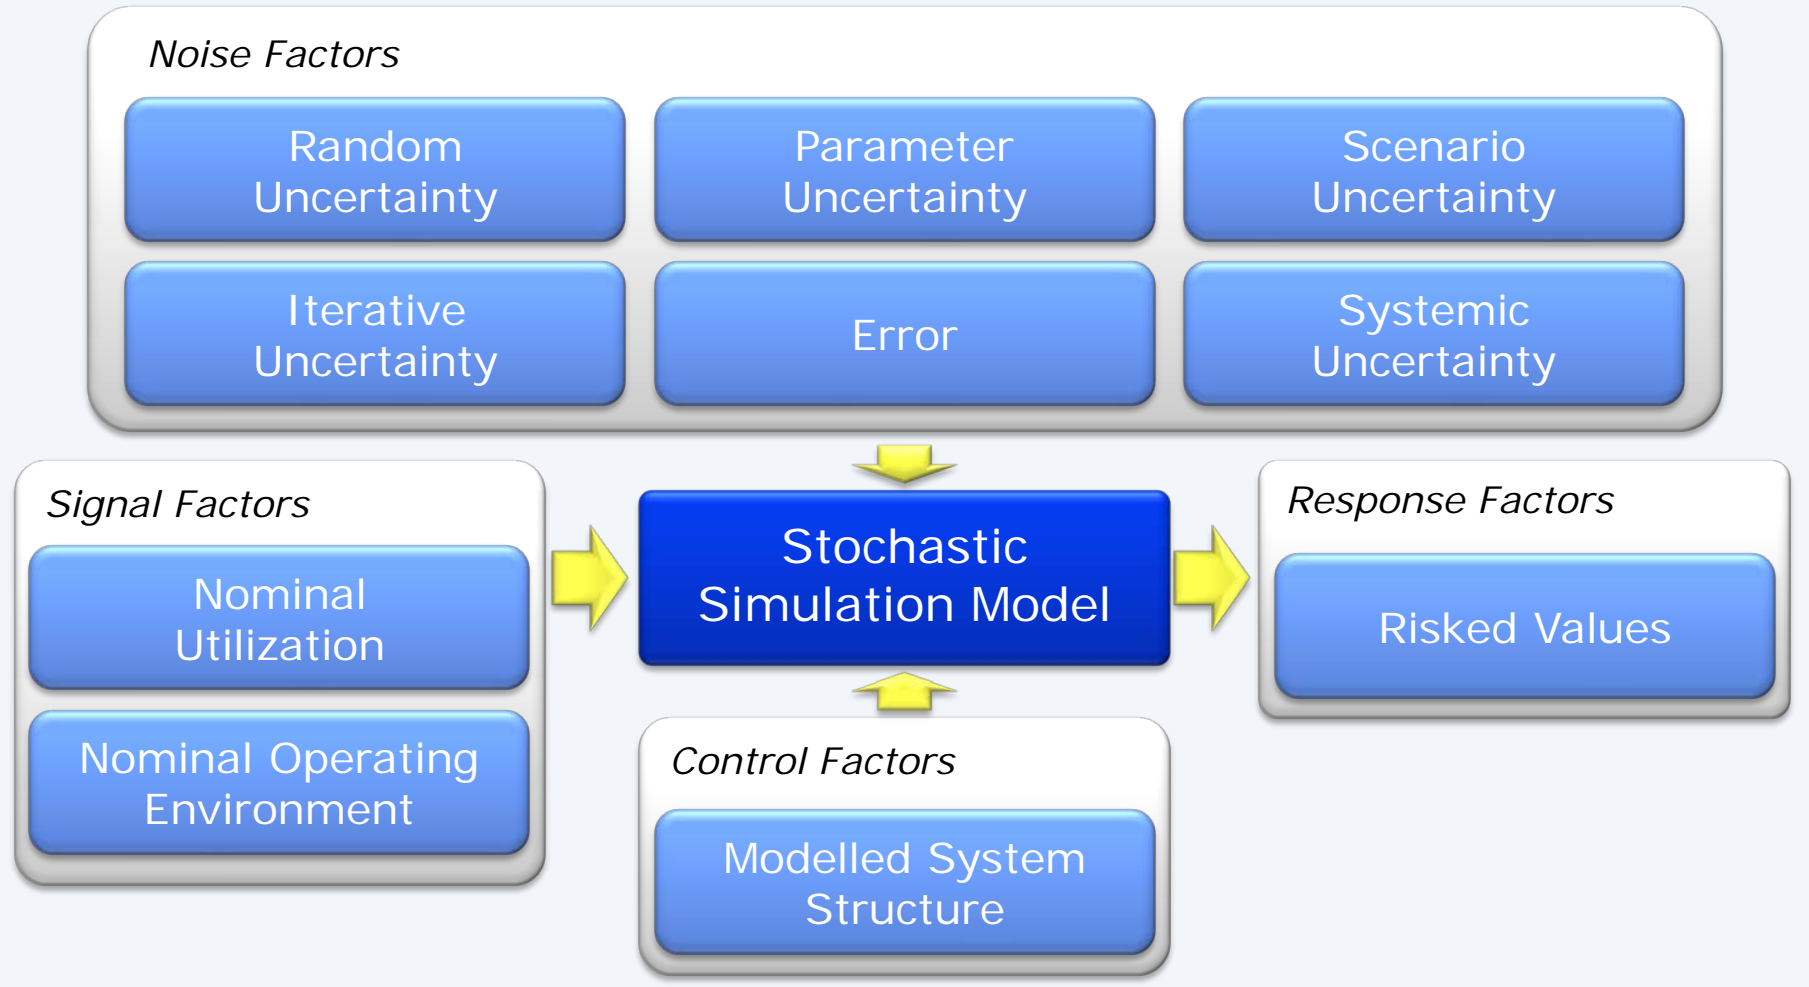 Noise Factors
Random
Uncertainty
Parameter
Uncertainty
Scenario
Uncertainty
Iterative
Uncertainty
Error
Systemic
Uncertainty
Signal Factors
Nominal
Utilization
Nominal Operating
Environment
Stochastic
Simulation Model
Response Factors
Risked Values
Control Factors
Modelled System
Structure